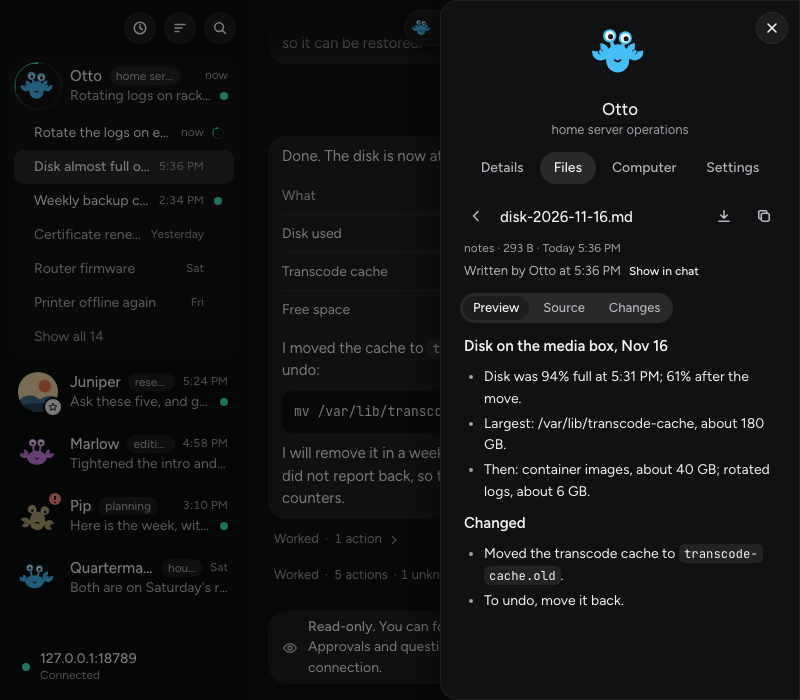 Otto home ser... now
Rotating logs on rack...
Rotate the logs on e... now
Disk almost full o... 5:36 PM
Weekly backup c... 2:34 PM
Certificate rene... Yesterday
Router firmware Sat
Printer offline again Fri
Show all 14
Juniper rese... 5:24 PM
Ask these five, and g...
Marlow editi... 4:58 PM
Tightened the intro and...
Pip planning 3:10 PM
Here is the week, wit...
Quarterma... hou... Sat
Both are on Saturday's r...
127.0.0.1:18789
Connected
so it can be restored.
Done. The disk is now at
What
Disk used
Transcode cache
Free space
I moved the cache to
undo:
mv /var/lib/transco
I will remove it in a week
did not report back, so
counters.
Worked · 1 action
Worked · 5 actions · 1 unkn
Read-only. You can fo
Approvals and questi
connection.
Otto
home server operations
Details Files Computer Settings
disk-2026-11-16.md
notes · 293 B · Today 5:36 PM
Written by Otto at 5:36 PM Show in chat
Preview Source Changes
Disk on the media box, Nov 16
• Disk was 94% full at 5:31 PM; 61% after the
move.
• Largest: /var/lib/transcode-cache, about 180
GB.
• Then: container images, about 40 GB; rotated
logs, about 6 GB.
Changed
• Moved the transcode cache to transcode-
cache.old.
• To undo, move it back.